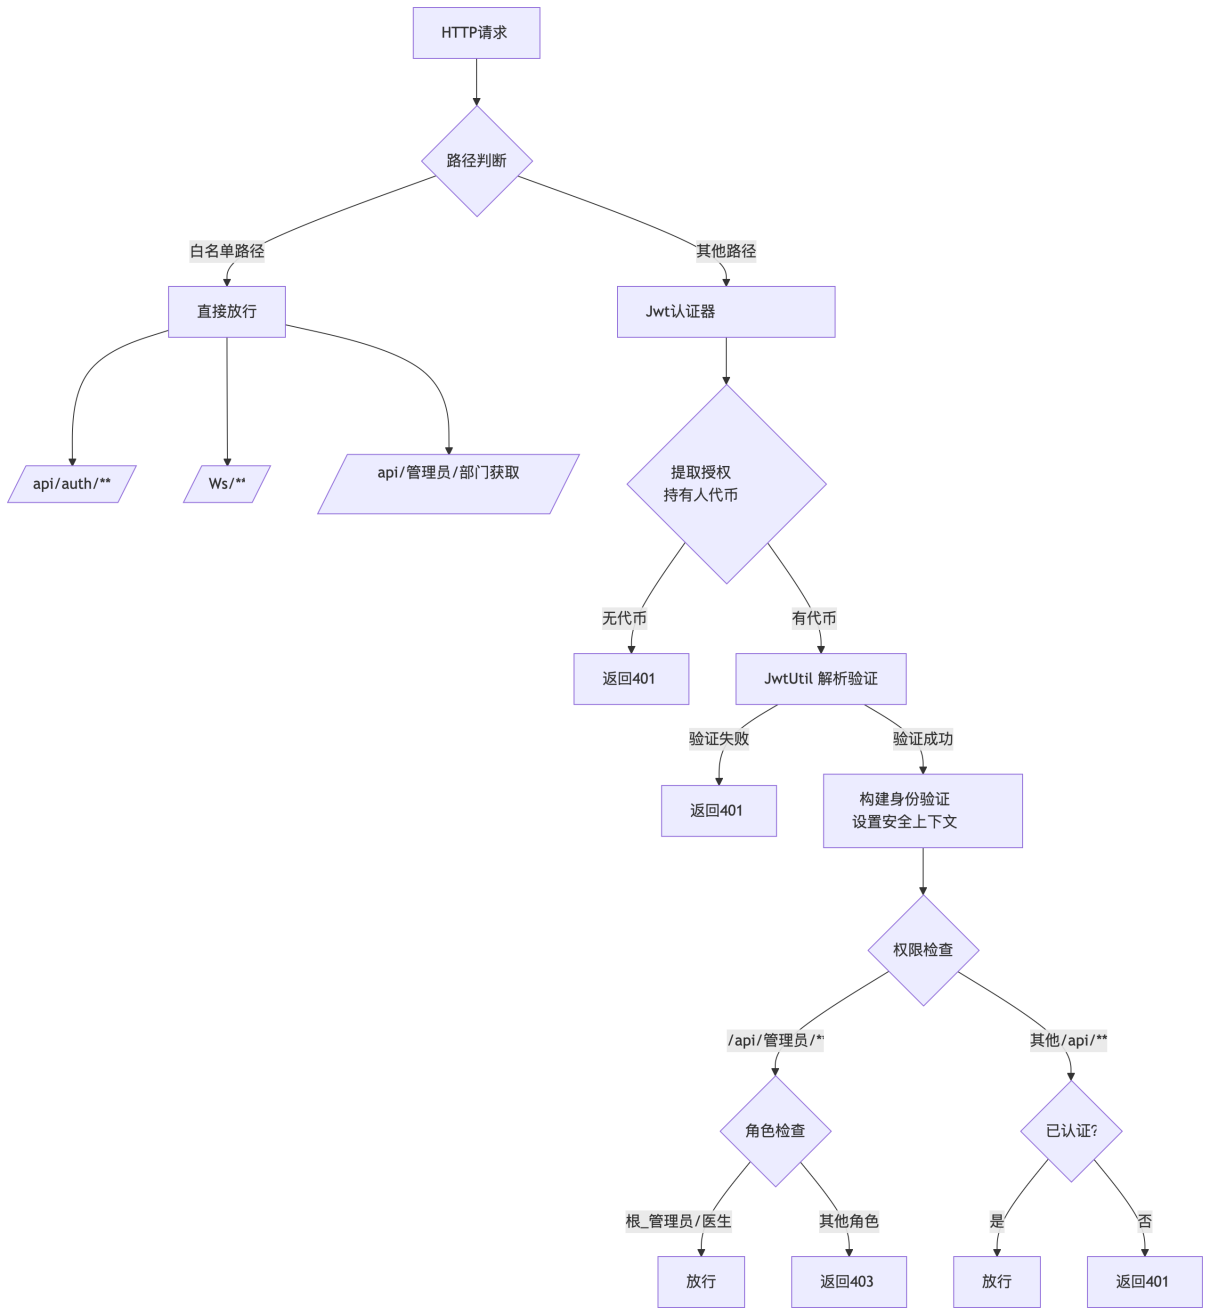 HTTP请求
路径判断
白名单路径
其他路径
直接放行
Jwt认证器
api/auth/**
Ws/**
api/管理员/部门获取
提取授权
持有人代币
无代币
有代币
返回401
JwtUtil 解析验证
验证失败
验证成功
返回401
构建身份验证
设置安全上下文
权限检查
/api/管理员/**
其他/api/**
角色检查
已认证?
根_管理员/医生
其他角色
是
否
放行
返回403
放行
返回401